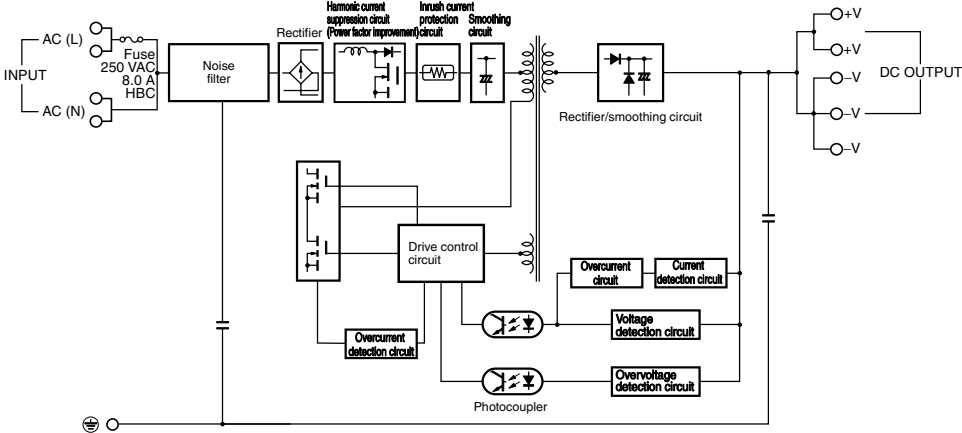 Harmonic current
suppression circuit
(Power factor improvement)
Inrush current
protection
circuit
Smoothing
circuit
Rectifier
AC (L)
Fuse
250 VAC
8.0 A
HBC
INPUT
AC (N)
Noise
filter
Rectifier/smoothing circuit
+V
+V
−V
−V
−V
DC OUTPUT
Drive control
circuit
Overcurrent
circuit
Current
detection circuit
Voltage
detection circuit
Overcurrent
detection circuit
Overvoltage
detection circuit
Photocoupler